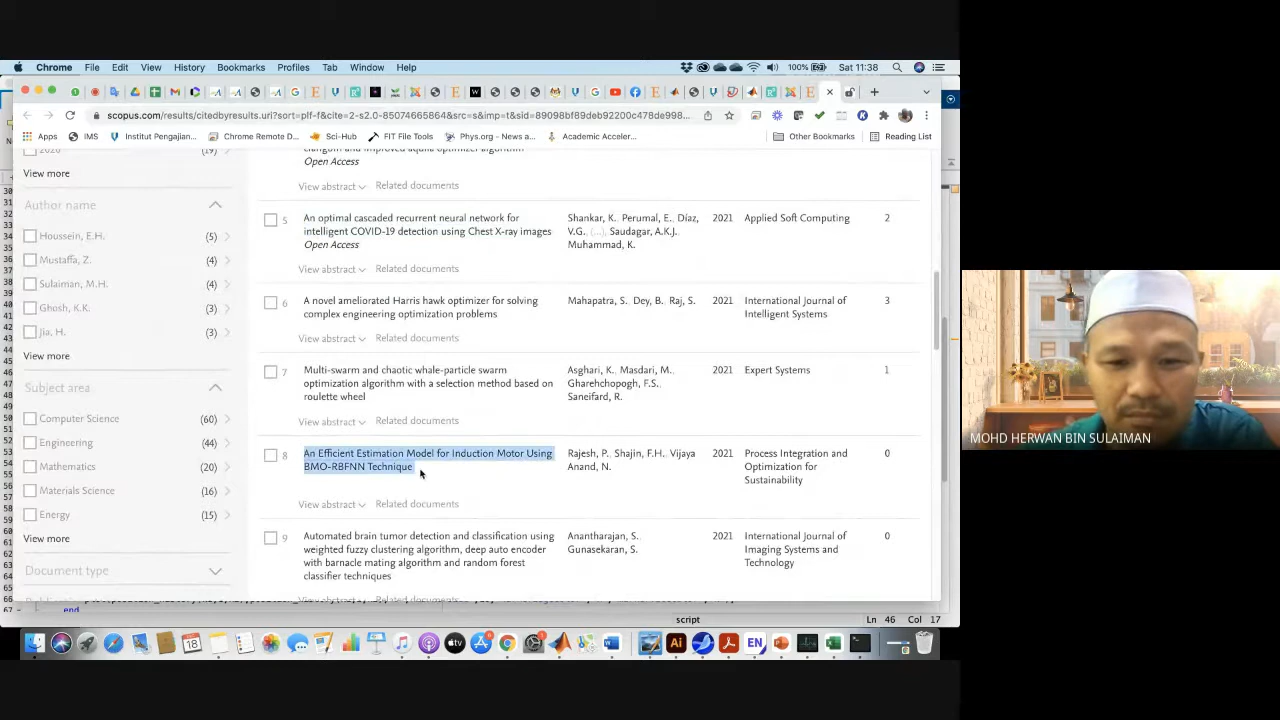 Chrome File Edit View History Bookmarks Profiles Tab Window Help 100% Sat 11:38
scopus.com/results/citedbyresults.uri?sort=plf-f&cite=2-s2.0-85074665864&src=s&imp=t&sid=89098bf89deb92200c478de998...
Apps IMS Institut Pengajian... Chrome Remote D... Sci-Hub FIT File Tools Phys.org - News a... Academic Acceler... Other Bookmarks Reading List
2020 (19)
View more
Author name
Houssein, E.H. (5)
Mustaffa, Z. (4)
Sulaiman, M.H. (4)
Ghosh, K.K. (3)
Jia, H. (3)
View more
Subject area
Computer Science (60)
Engineering (44)
Mathematics (20)
Materials Science (16)
Energy (15)
View more
Document type
Open Access
View abstract Related documents
5 An optimal cascaded recurrent neural network for Shankar, K. Perumal, E. Díaz, 2021 Applied Soft Computing 2
intelligent COVID-19 detection using Chest X-ray images V.G. (...), Saudagar, A.K.J.
Open Access Muhammad, K.
View abstract Related documents
6 A novel ameliorated Harris hawk optimizer for solving Mahapatra, S. Dey, B. Raj, S. 2021 International Journal of 3
complex engineering optimization problems Intelligent Systems
View abstract Related documents
7 Multi-swarm and chaotic whale-particle swarm Asghari, K. Masdari, M. 2021 Expert Systems 1
optimization algorithm with a selection method based on Gharehchopogh, F.S.
roulette wheel Saneifard, R.
View abstract Related documents
8 An Efficient Estimation Model for Induction Motor Using Rajesh, P. Shajin, F.H. Vijaya 2021 Process Integration and 0
BMO-RBFNN Technique Anand, N. Optimization for
Sustainability
View abstract Related documents
9 Automated brain tumor detection and classification using Anantharajan, S. 2021 International Journal of 0
weighted fuzzy clustering algorithm, deep auto encoder Gunasekaran, S. Imaging Systems and
with barnacle mating algorithm and random forest Technology
classifier techniques
end
script Ln 46 Col 17
MOHD HERWAN BIN SULAIMAN